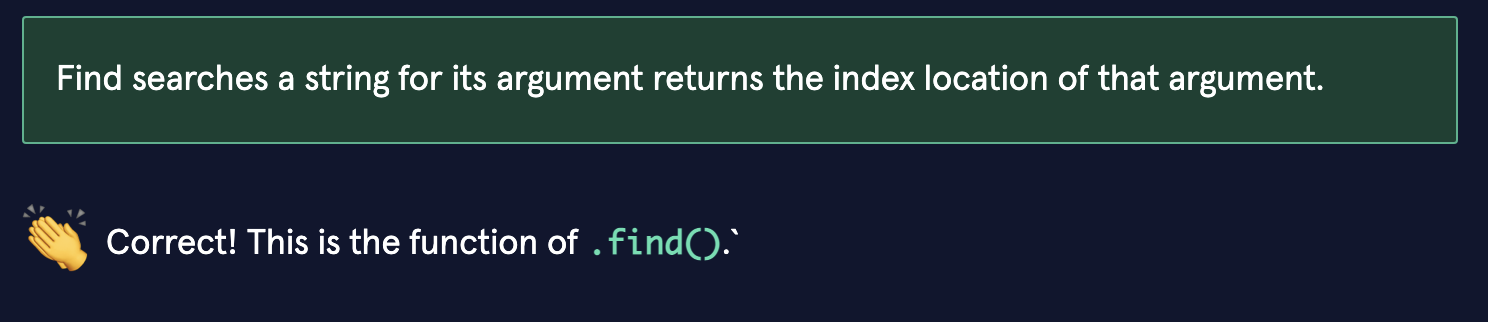 Find searches a string for its argument returns the index location of that argument.
Correct! This is the function of .find().`